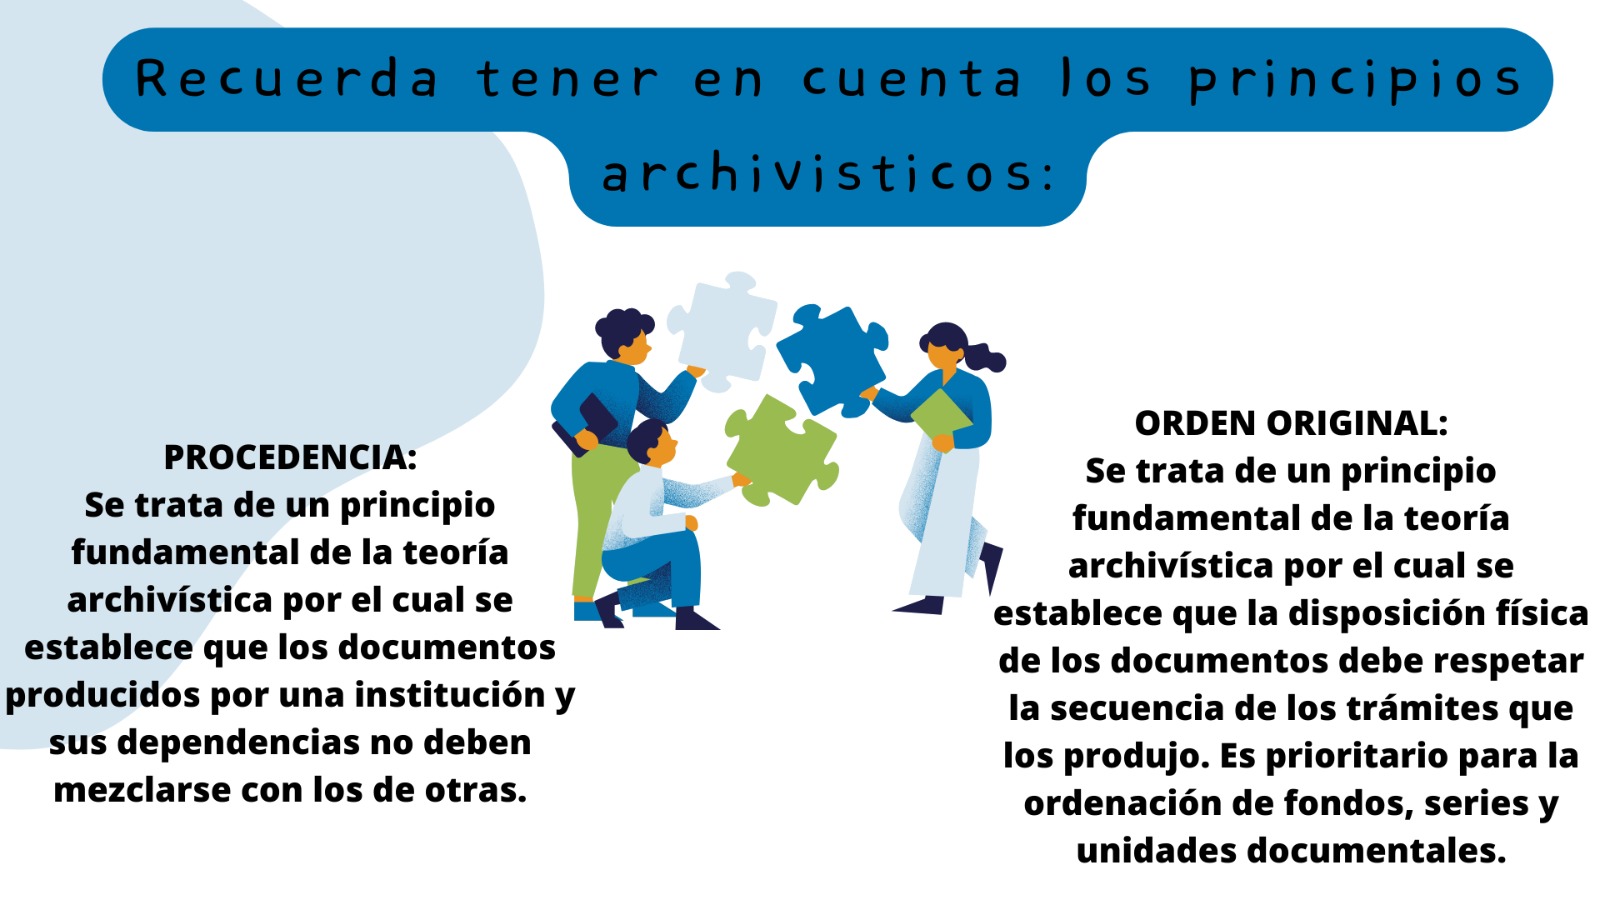 Recuerda tener en cuenta los principios
archivisticos:
PROCEDENCIA:
Se trata de un principio
fundamental de la teoría
archivística por el cual se
establece que los documentos
producidos por una institución y
sus dependencias no deben
mezclarse con los de otras.
ORDEN ORIGINAL:
Se trata de un principio
fundamental de la teoría
archivística por el cual se
establece que la disposición física
de los documentos debe respetar
la secuencia de los trámites que
los produjo. Es prioritario para la
ordenación de fondos, series y
unidades documentales.